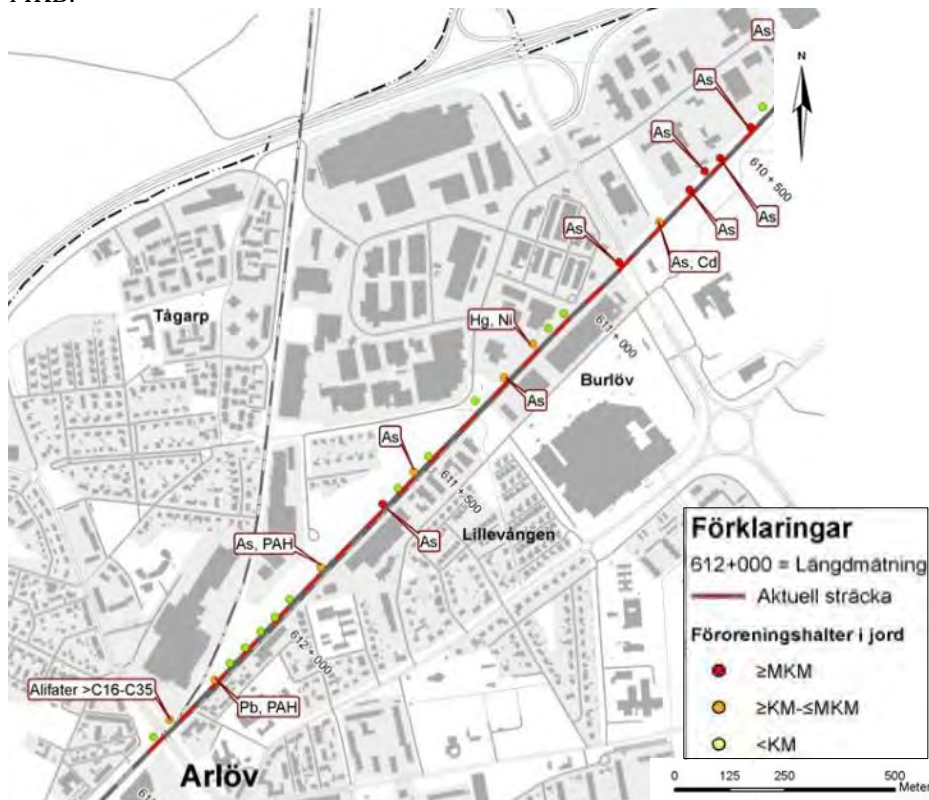 As
N
As
As
610+500
As
As
As
As, Cd
Tågarp
Hg, Ni
611+000
Burlöv
As
As
611+500
As
Lillevången
As, PAH
612+000
Alifater >C16-C35
Pb, PAH
Arlöv
Förklaringar
612+000 = Längdmätning
Aktuell sträcka
Föroreningshalter i jord
≥MKM
≥KM-≤MKM
<KM
0 125 250 500
Meter